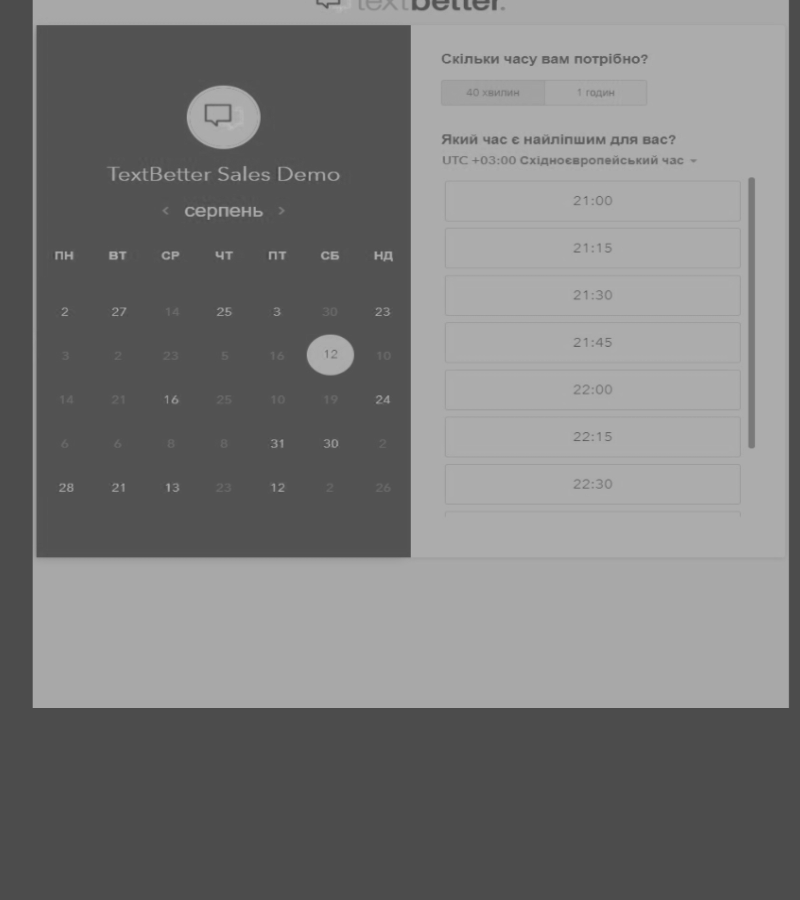 textbetter.
TextBetter Sales Demo
< серпень >
ПН ВТ СР ЧТ ПТ СБ НД
2 27 14 25 3 30 23
3 2 23 5 16 12 10
14 21 16 25 10 19 24
6 6 8 8 31 30 2
28 21 13 23 12 2 26
Скільки часу вам потрібно?
40 хвилин 1 годин
Який час є найліпшим для вас?
UTC +03:00 Східноєвропейський час
21:00
21:15
21:30
21:45
22:00
22:15
22:30